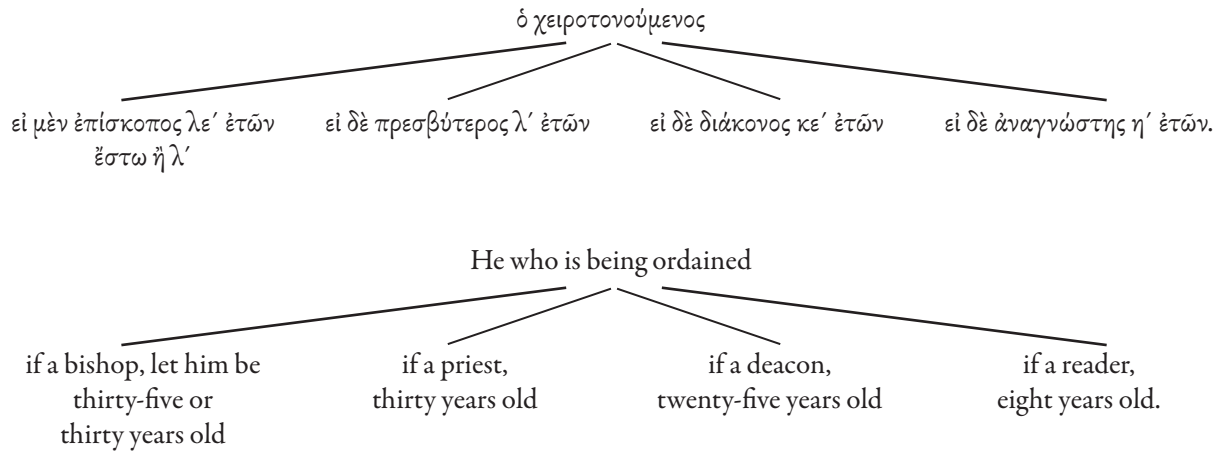 ὁ χειροτονούμενος
εἰ μὲν ἐπίσκοπος λε´ ἐτῶν
ἔστω ἢ λ´
εἰ δὲ πρεσβύτερος λ´ ἐτῶν
εἰ δὲ διάκονος κε´ ἐτῶν
εἰ δὲ ἀναγνώστης η´ ἐτῶν.
He who is being ordained
if a bishop, let him be
thirty-five or
thirty years old
if a priest,
thirty years old
if a deacon,
twenty-five years old
if a reader,
eight years old.